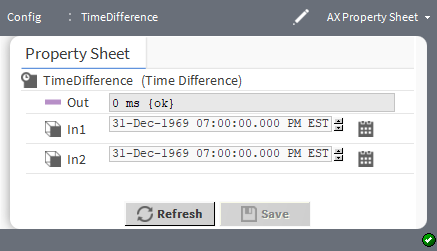 Config : TimeDifference AX Property Sheet
Property Sheet
TimeDifference (Time Difference)
Out 0 ms {ok}
In1 31-Dec-1969 07:00:00.000 PM EST
In2 31-Dec-1969 07:00:00.000 PM EST
Refresh Save